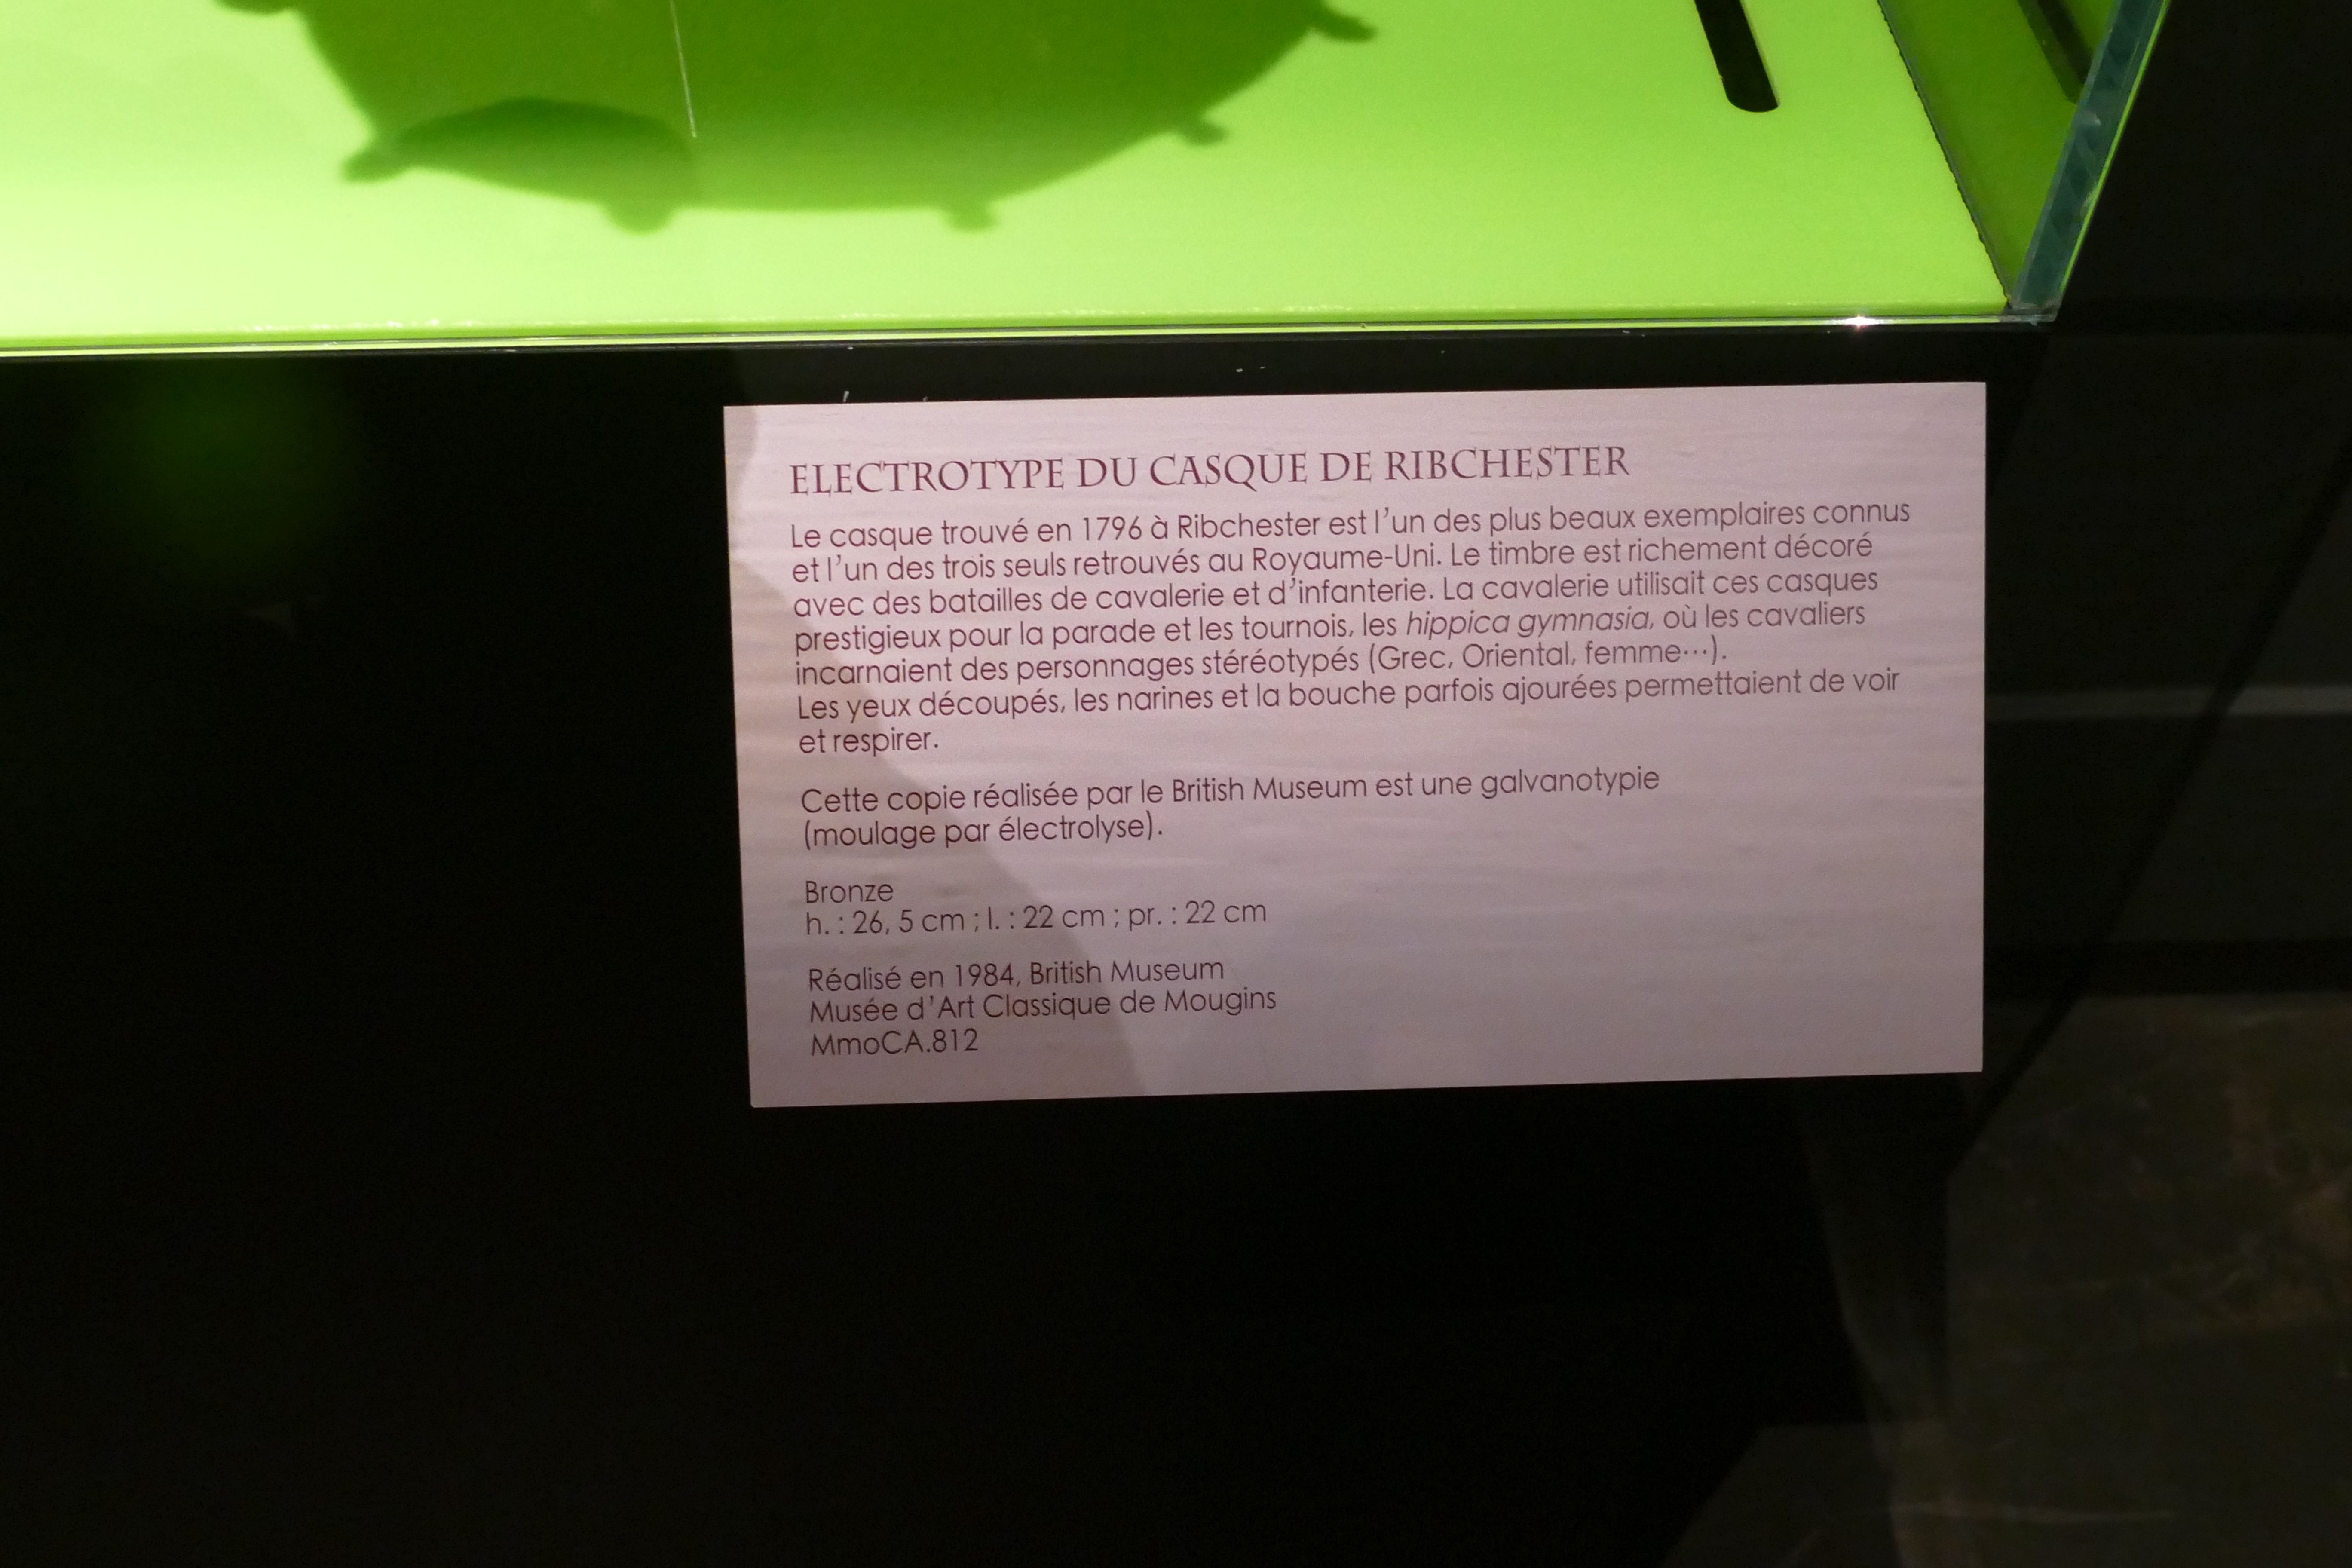 ELECTROTYPE DU CASQUE DE RIBCHESTER
Le casque trouvé en 1796 à Ribchester est l'un des plus beaux exemplaires connus
et l'un des trois seuls retrouvés au Royaume-Uni. Le timbre est richement décoré
avec des batailles de cavalerie et d'infanterie. La cavalerie utilisait ces casques
prestigieux pour la parade et les tournois, les hippica gymnasia, où les cavaliers
incarnaient des personnages stéréotypés (Grec, Oriental, femme…).
Les yeux découpés, les narines et la bouche parfois ajourées permettaient de voir
et respirer.
Cette copie réalisée par le British Museum est une galvanotypie
(moulage par électrolyse).
Bronze
h. : 26, 5 cm ; l. : 22 cm ; pr. : 22 cm
Réalisé en 1984, British Museum
Musée d'Art Classique de Mougins
MmoCA.812